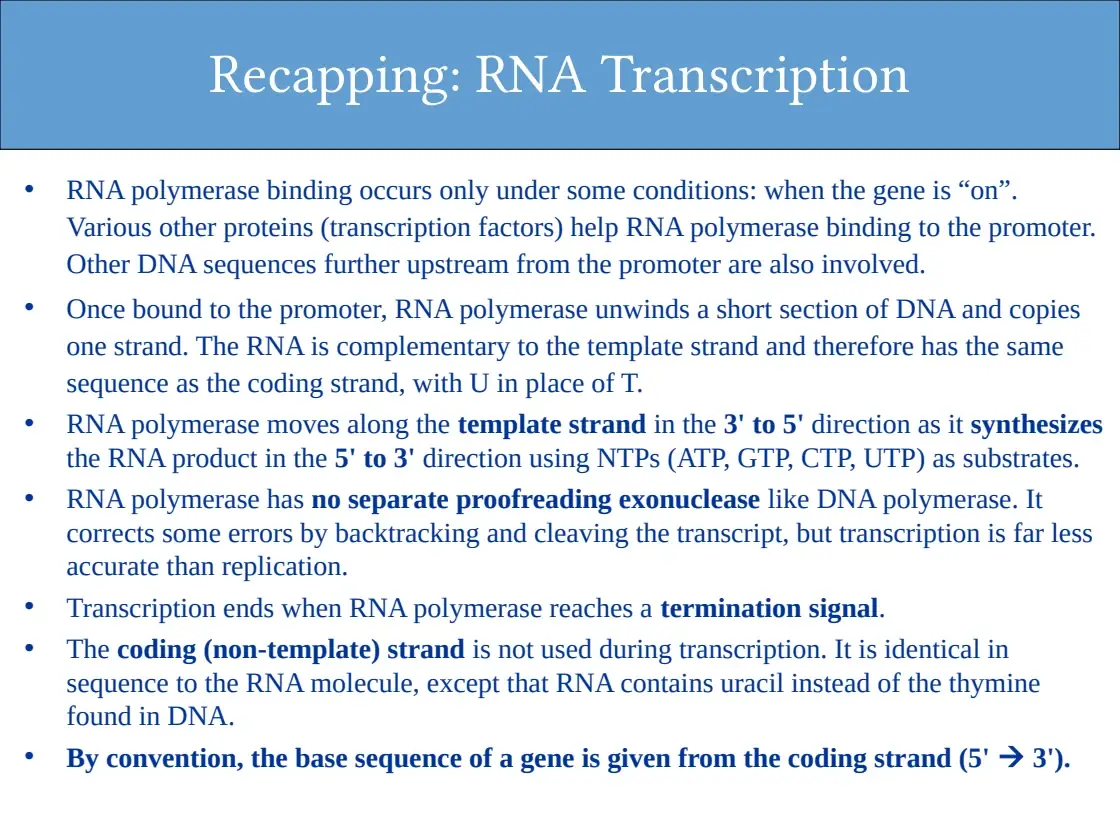 Recapping: RNA Transcription
• RNA polymerase binding occurs only under some conditions: when the gene is “on”.
Various other proteins (transcription factors) help RNA polymerase binding to the promoter.
Other DNA sequences further upstream from the promoter are also involved.
• Once bound to the promoter, RNA polymerase unwinds a short section of DNA and copies
one strand. The RNA is complementary to the template strand and therefore has the same
sequence as the coding strand, with U in place of T.
• RNA polymerase moves along the template strand in the 3' to 5' direction as it synthesizes
the RNA product in the 5' to 3' direction using NTPs (ATP, GTP, CTP, UTP) as substrates.
• RNA polymerase has no separate proofreading exonuclease like DNA polymerase. It
corrects some errors by backtracking and cleaving the transcript, but transcription is far less
accurate than replication.
• Transcription ends when RNA polymerase reaches a termination signal.
• The coding (non-template) strand is not used during transcription. It is identical in
sequence to the RNA molecule, except that RNA contains uracil instead of the thymine
found in DNA.
• By convention, the base sequence of a gene is given from the coding strand (5' → 3').